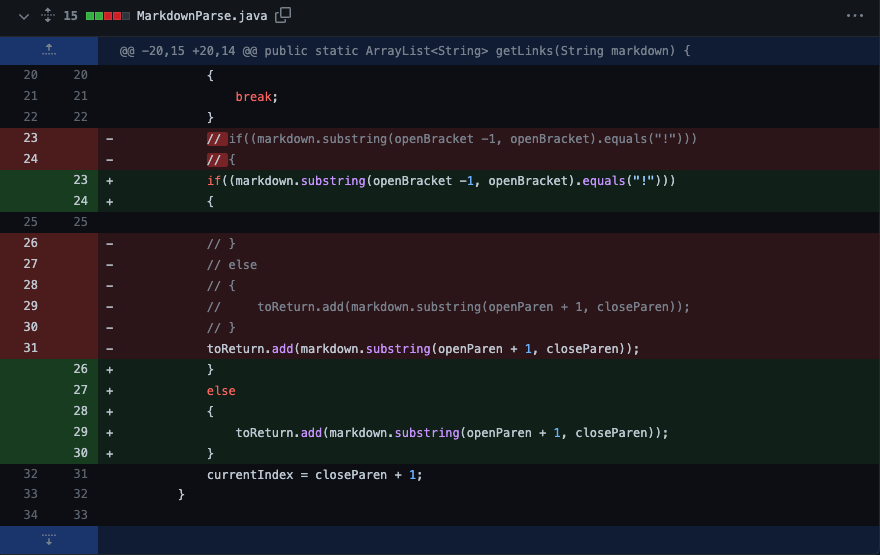 15 MarkdownParse.java
@@ -20,15 +20,14 @@ public static ArrayList<String> getLinks(String markdown) {
20 20 {
21 21 break;
22 22 }
23 - // if((markdown.substring(openBracket -1, openBracket).equals("!")))
24 - // {
23 + if((markdown.substring(openBracket -1, openBracket).equals("!")))
24 + {
25 25
26 - // }
27 - // else
28 - // {
29 - //     toReturn.add(markdown.substring(openParen + 1, closeParen));
30 - // }
31 - toReturn.add(markdown.substring(openParen + 1, closeParen));
26 + }
27 + else
28 + {
29 + toReturn.add(markdown.substring(openParen + 1, closeParen));
30 + }
32 31 currentIndex = closeParen + 1;
33 32 }
34 33